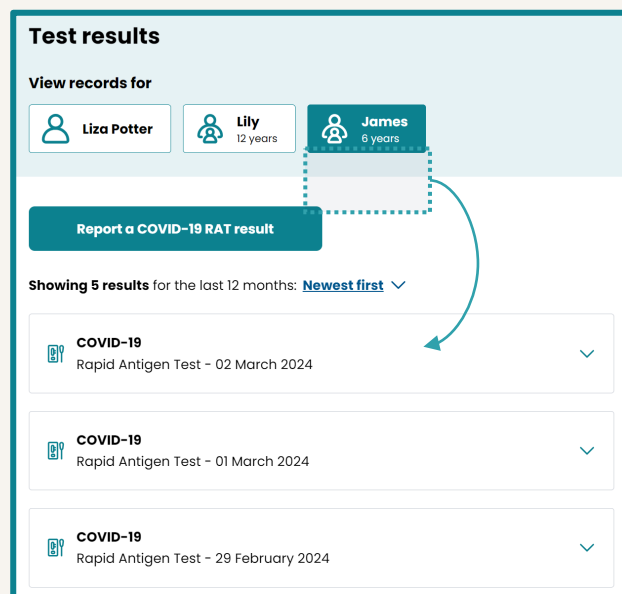 Test results
View records for
Liza Potter
Lily
12 years
James
6 years
Report a COVID-19 RAT result
Showing 5 results for the last 12 months: Newest first
COVID-19
Rapid Antigen Test - 02 March 2024
COVID-19
Rapid Antigen Test - 01 March 2024
COVID-19
Rapid Antigen Test - 29 February 2024